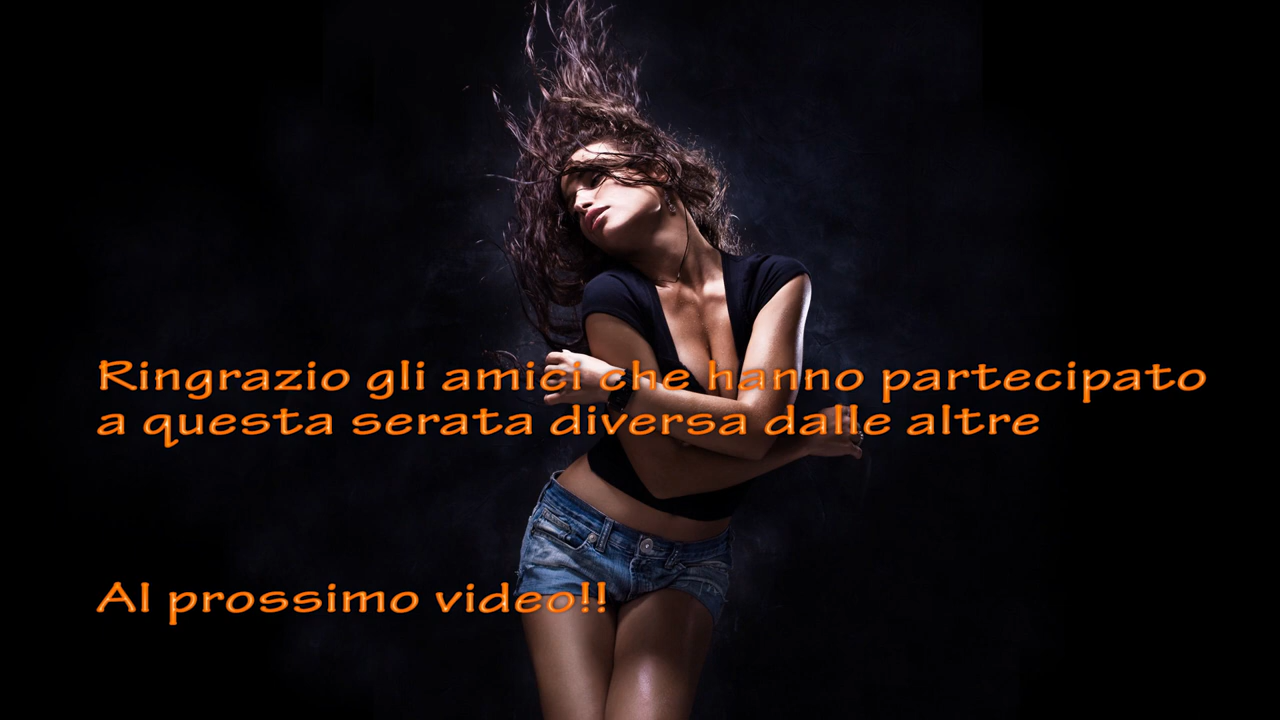 Ringrazio gli amici che hanno partecipato
a questa serata diversa dalle altre
Al prossimo video!!